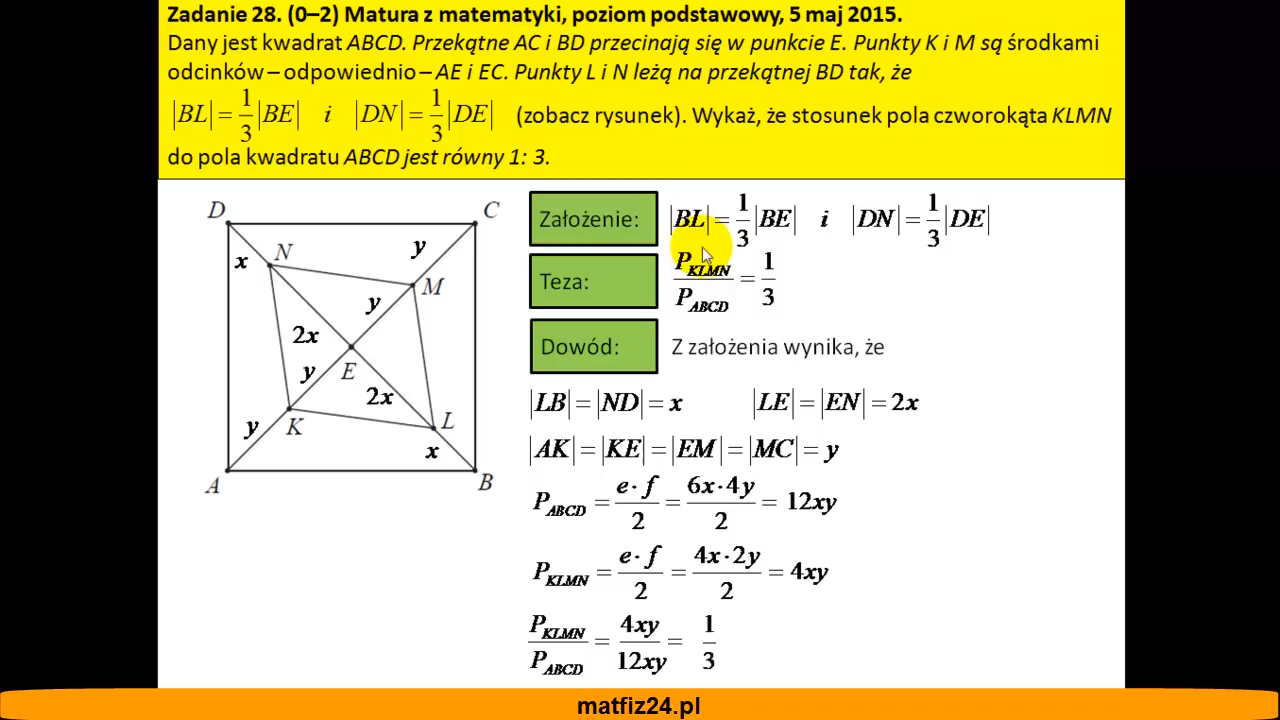 Zadanie 28. (0–2) Matura z matematyki, poziom podstawowy, 5 maj 2015.
Dany jest kwadrat ABCD. Przekątne AC i BD przecinają się w punkcie E. Punkty K i M są środkami
odcinków – odpowiednio – AE i EC. Punkty L i N leżą na przekątnej BD tak, że
|BL| = 1/3 |BE| i |DN| = 1/3 |DE| (zobacz rysunek). Wykaż, że stosunek pola czworokąta KLMN
do pola kwadratu ABCD jest równy 1: 3.
D
C
x
N
y
M
y
2x
y
E
2x
y
K
L
x
A
B
Założenie: |BL| = 1/3 |BE| i |DN| = 1/3 |DE|
Teza: P_KLMN / P_ABCD = 1/3
Dowód: Z założenia wynika, że
|LB| = |ND| = x |LE| = |EN| = 2x
|AK| = |KE| = |EM| = |MC| = y
P_ABCD = e · f / 2 = 6x · 4y / 2 = 12xy
P_KLMN = e · f / 2 = 4x · 2y / 2 = 4xy
P_KLMN / P_ABCD = 4xy / 12xy = 1/3
matfiz24.pl